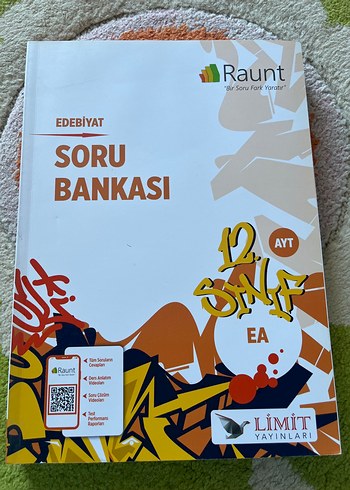 Raunt
"Bir Soru Fark Yaratır"
EDEBİYAT
SORU
BANKASI
12.
SINIF
AYT
EA
Raunt
Tüm Soruların
Cevapları
Ders Anlatım
Videoları
Soru Çözüm
Videoları
Test
Performans
Raporları
LİMİT
YAYINLARI